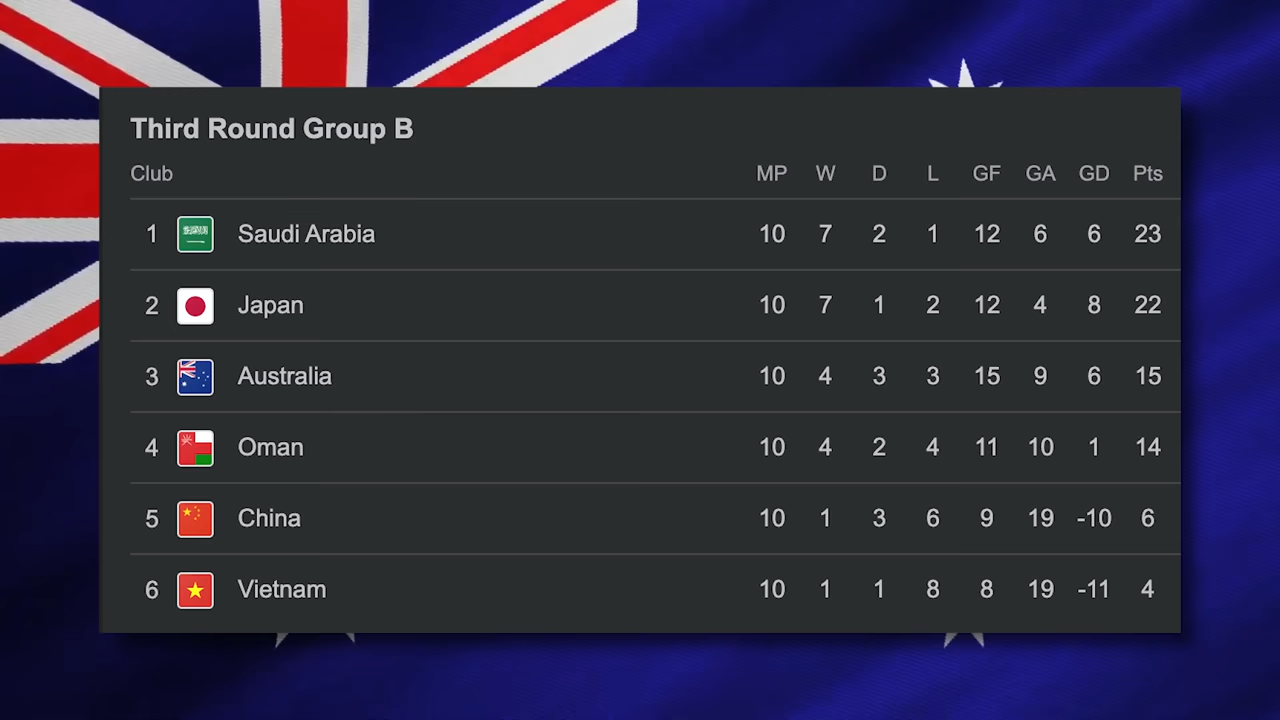 Third Round Group B
Club MP W D L GF GA GD Pts
1 Saudi Arabia 10 7 2 1 12 6 6 23
2 Japan 10 7 1 2 12 4 8 22
3 Australia 10 4 3 3 15 9 6 15
4 Oman 10 4 2 4 11 10 1 14
5 China 10 1 3 6 9 19 -10 6
6 Vietnam 10 1 1 8 8 19 -11 4